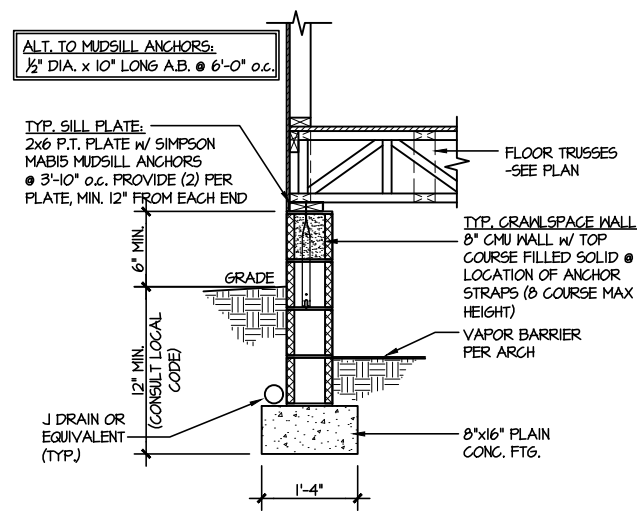 ALT. TO MUDSILL ANCHORS:
½" DIA. x 10" LONG A.B. @ 6'-0" o.c.
TYP. SILL PLATE:
2x6 P.T. PLATE w/ SIMPSON
MAB15 MUDSILL ANCHORS
@ 3'-10" o.c. PROVIDE (2) PER
PLATE, MIN. 12" FROM EACH END
FLOOR TRUSSES
-SEE PLAN
TYP. CRAWLSPACE WALL
8" CMU WALL w/ TOP
COURSE FILLED SOLID @
LOCATION OF ANCHOR
STRAPS (8 COURSE MAX
HEIGHT)
6" MIN.
GRADE
VAPOR BARRIER
PER ARCH
12" MIN.
(CONSULT LOCAL
CODE)
J DRAIN OR
EQUIVALENT
(TYP.)
8"x16" PLAIN
CONC. FTG.
1'-4"